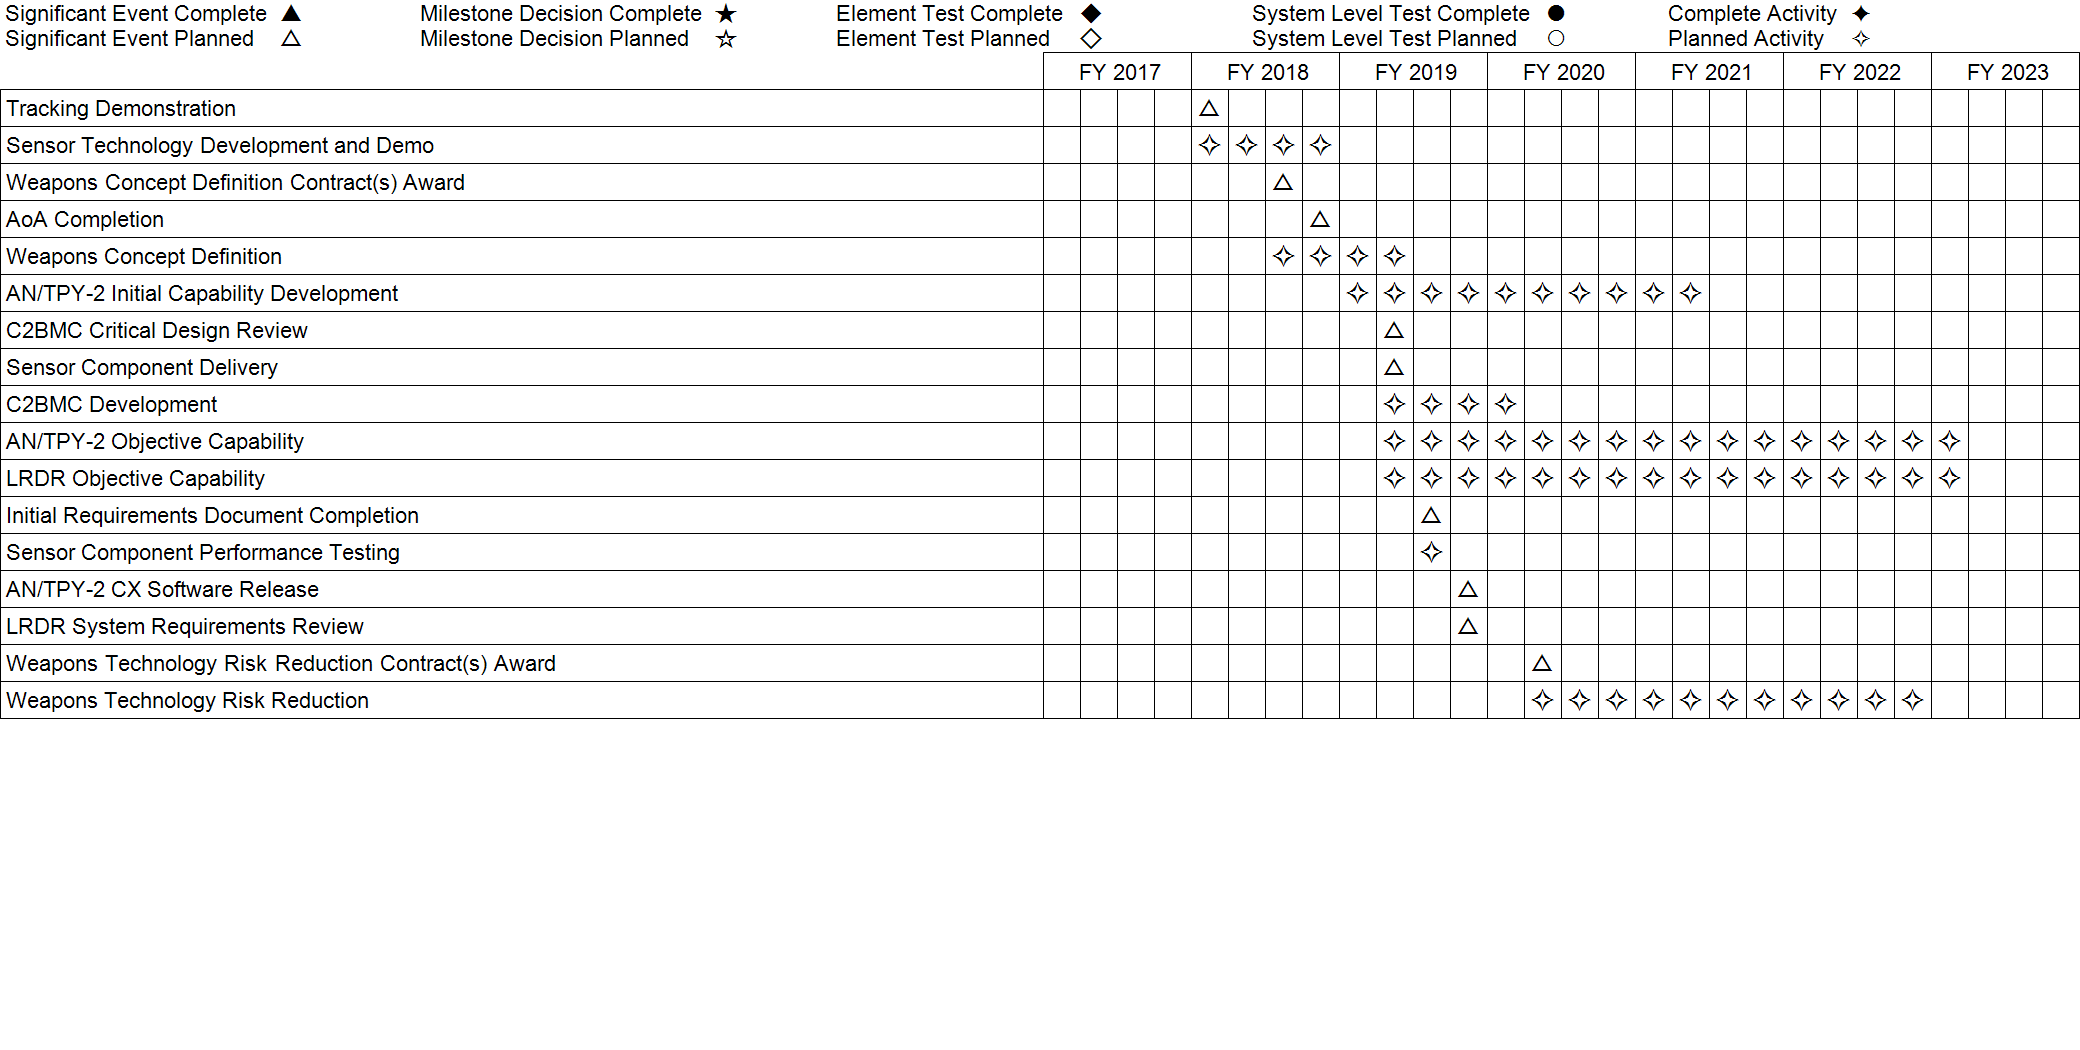 Significant Event Complete ▲ Milestone Decision Complete ★ Element Test Complete ◆ System Level Test Complete ● Complete Activity ✦
Significant Event Planned △ Milestone Decision Planned ☆ Element Test Planned ◇ System Level Test Planned ○ Planned Activity ✧
FY 2017 FY 2018 FY 2019 FY 2020 FY 2021 FY 2022 FY 2023
Tracking Demonstration △
Sensor Technology Development and Demo ✧ ✧ ✧ ✧
Weapons Concept Definition Contract(s) Award △
AoA Completion △
Weapons Concept Definition ✧ ✧ ✧ ✧
AN/TPY-2 Initial Capability Development ✧ ✧ ✧ ✧ ✧ ✧ ✧ ✧ ✧ ✧
C2BMC Critical Design Review △
Sensor Component Delivery △
C2BMC Development ✧ ✧ ✧ ✧
AN/TPY-2 Objective Capability ✧ ✧ ✧ ✧ ✧ ✧ ✧ ✧ ✧ ✧ ✧ ✧ ✧ ✧ ✧ ✧
LRDR Objective Capability ✧ ✧ ✧ ✧ ✧ ✧ ✧ ✧ ✧ ✧ ✧ ✧ ✧ ✧ ✧ ✧
Initial Requirements Document Completion △
Sensor Component Performance Testing ✧
AN/TPY-2 CX Software Release △
LRDR System Requirements Review △
Weapons Technology Risk Reduction Contract(s) Award △
Weapons Technology Risk Reduction ✧ ✧ ✧ ✧ ✧ ✧ ✧ ✧ ✧ ✧ ✧